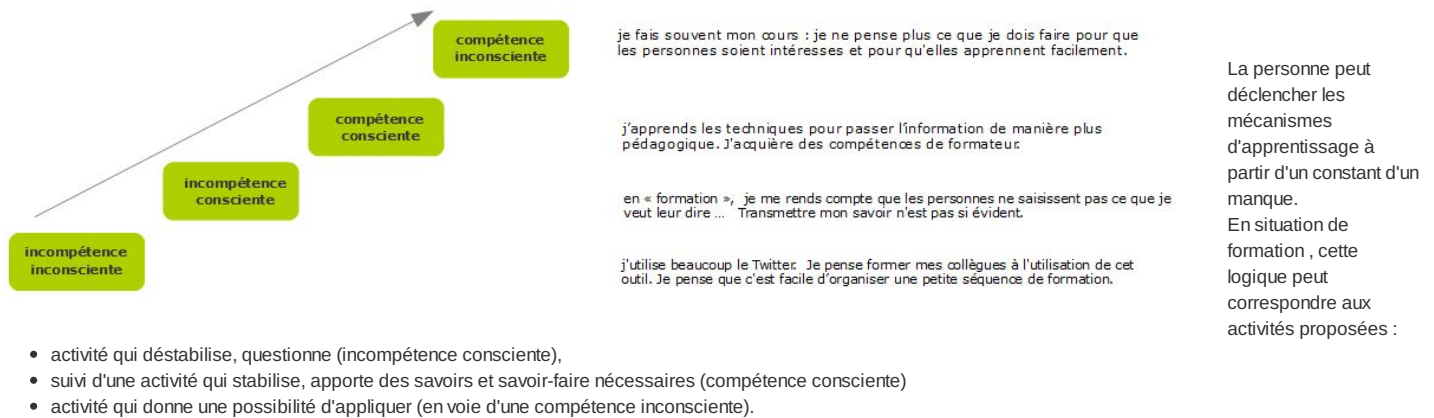 compétence
inconsciente
je fais souvent mon cours : je ne pense plus ce que je dois faire pour que
les personnes soient intéresses et pour qu'elles apprennent facilement.
compétence
consciente
j'apprends les techniques pour passer l'information de manière plus
pédagogique. J'acquière des compétences de formateur.
incompétence
consciente
en « formation », je me rends compte que les personnes ne saisissent pas ce que je
veut leur dire ... Transmettre mon savoir n'est pas si évident.
incompétence
inconsciente
j'utilise beaucoup le Twitter. Je pense former mes collègues à l'utilisation de cet
outil. Je pense que c'est facile d'organiser une petite séquence de formation.
La personne peut
déclencher les
mécanismes
d'apprentissage à
partir d'un constant d'un
manque.
En situation de
formation , cette
logique peut
correspondre aux
activités proposées :
• activité qui déstabilise, questionne (incompétence consciente),
• suivi d'une activité qui stabilise, apporte des savoirs et savoir-faire nécessaires (compétence consciente)
• activité qui donne une possibilité d'appliquer (en voie d'une compétence inconsciente).